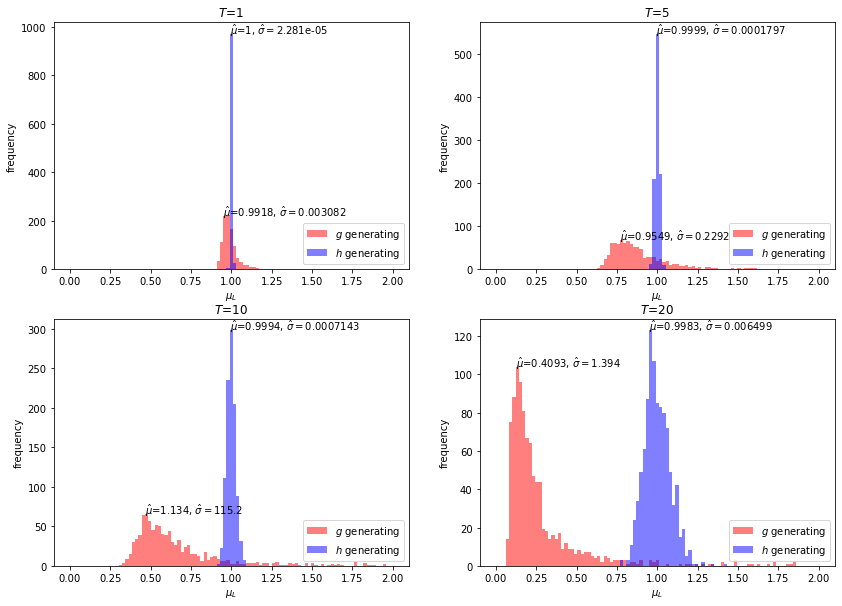 T=1
μ̂=1, σ̂ = 2.281e-05
μ̂=0.9918, σ̂ = 0.003082
frequency
1000
800
600
400
200
0
g generating
h generating
0.00 0.25 0.50 0.75 1.00 1.25 1.50 1.75 2.00
μ_L
T=5
μ̂=0.9999, σ̂ = 0.0001797
μ̂=0.9549, σ̂ = 0.2292
frequency
500
400
300
200
100
0
g generating
h generating
0.00 0.25 0.50 0.75 1.00 1.25 1.50 1.75 2.00
μ_L
T=10
μ̂=0.9994, σ̂ = 0.0007143
μ̂=1.134, σ̂ = 115.2
frequency
300
250
200
150
100
50
0
g generating
h generating
0.00 0.25 0.50 0.75 1.00 1.25 1.50 1.75 2.00
μ_L
T=20
μ̂=0.9983, σ̂ = 0.006499
μ̂=0.4093, σ̂ = 1.394
frequency
120
100
80
60
40
20
0
g generating
h generating
0.00 0.25 0.50 0.75 1.00 1.25 1.50 1.75 2.00
μ_L